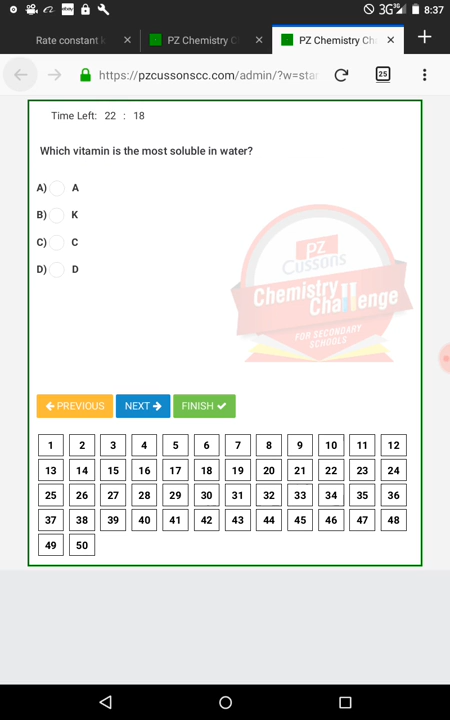 3G 3G 8:37
ebay
Rate constant k
PZ Chemistry C
PZ Chemistry Ch
https://pzcussonscc.com/admin/?w=star
25
Time Left: 22 : 18
Which vitamin is the most soluble in water?
A) A
B) K
C) C
D) D
PZ
Cussons
Chemistry
Challenge
FOR SECONDARY
SCHOOLS
PREVIOUS NEXT FINISH
1 2 3 4 5 6 7 8 9 10 11 12
13 14 15 16 17 18 19 20 21 22 23 24
25 26 27 28 29 30 31 32 33 34 35 36
37 38 39 40 41 42 43 44 45 46 47 48
49 50